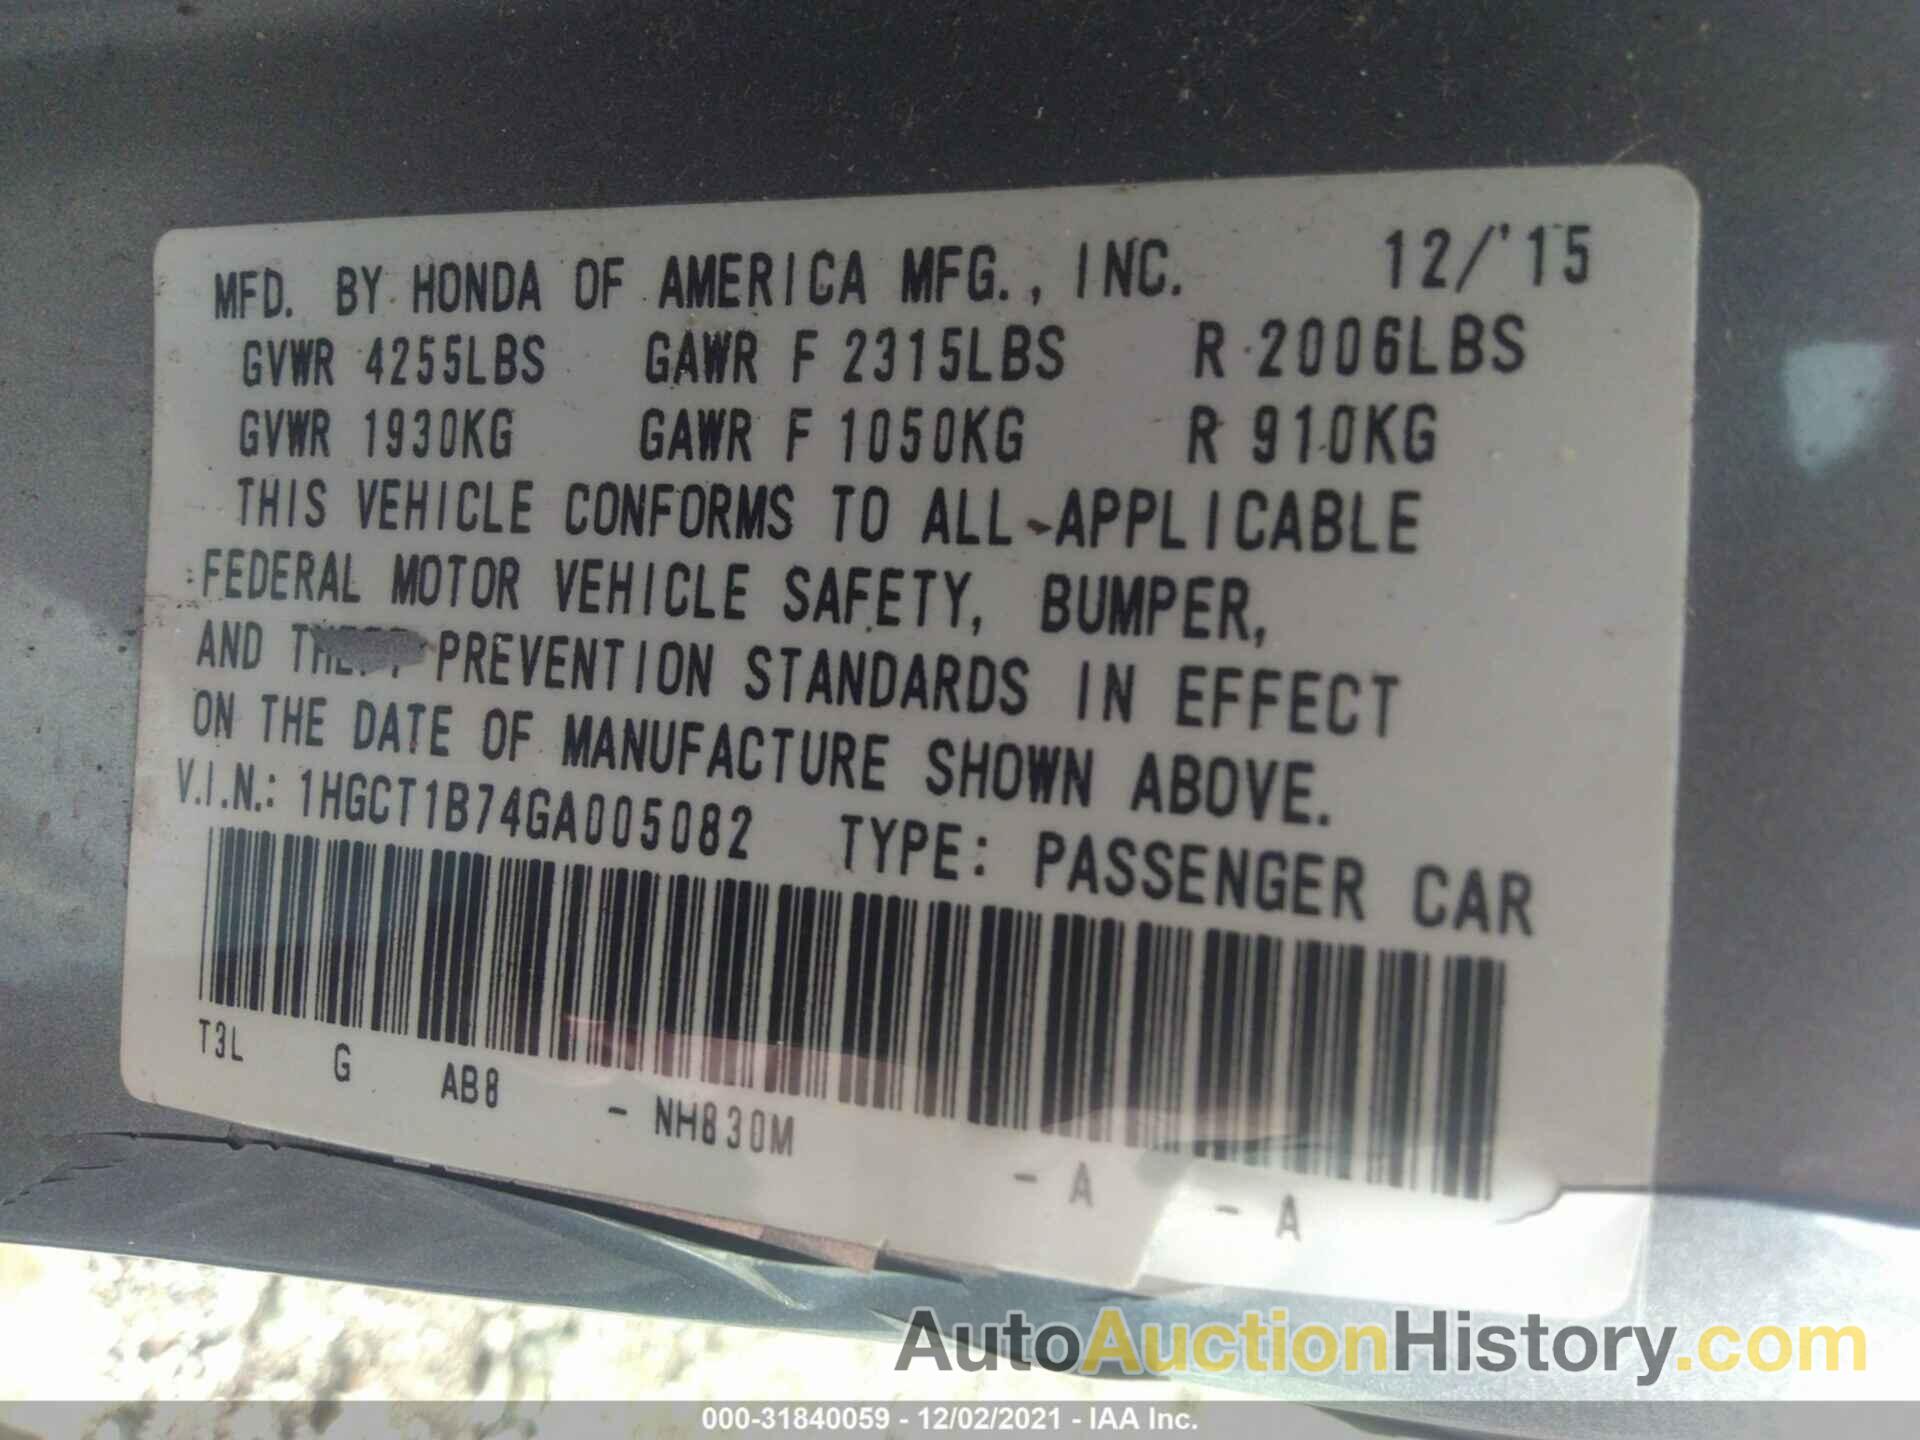 MFD. BY HONDA OF AMERICA MFG., INC. 12/'15
GVWR 4255LBS GAWR F 2315LBS R 2006LBS
GVWR 1930KG GAWR F 1050KG R 910KG
THIS VEHICLE CONFORMS TO ALL APPLICABLE
FEDERAL MOTOR VEHICLE SAFETY, BUMPER,
AND THEFT PREVENTION STANDARDS IN EFFECT
ON THE DATE OF MANUFACTURE SHOWN ABOVE.
V.I.N.: 1HGCT1B74GA005082 TYPE: PASSENGER CAR
T3L G AB8 - NH830M - A - A
AutoAuctionHistory.com
000-31840059 - 12/02/2021 - IAA Inc.